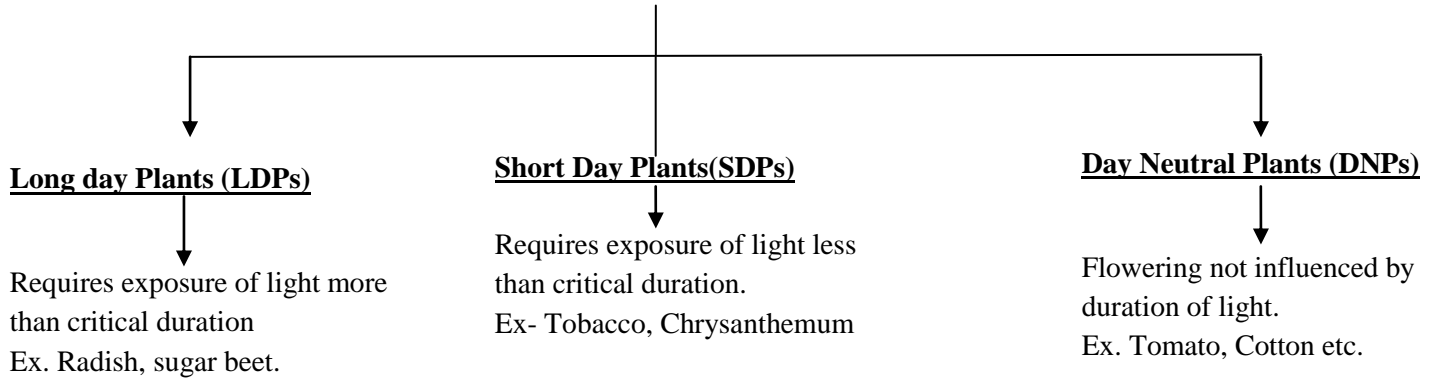 Long day Plants (LDPs)
Requires exposure of light more
than critical duration
Ex. Radish, sugar beet.
Short Day Plants(SDPs)
Requires exposure of light less
than critical duration.
Ex- Tobacco, Chrysanthemum
Day Neutral Plants (DNPs)
Flowering not influenced by
duration of light.
Ex. Tomato, Cotton etc.